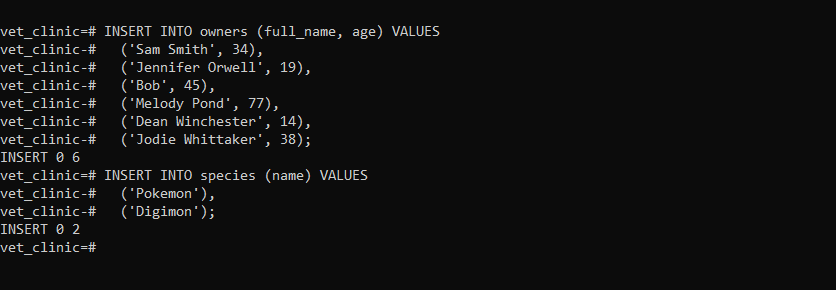 vet_clinic=# INSERT INTO owners (full_name, age) VALUES
vet_clinic-#   ('Sam Smith', 34),
vet_clinic-#   ('Jennifer Orwell', 19),
vet_clinic-#   ('Bob', 45),
vet_clinic-#   ('Melody Pond', 77),
vet_clinic-#   ('Dean Winchester', 14),
vet_clinic-#   ('Jodie Whittaker', 38);
INSERT 0 6
vet_clinic=# INSERT INTO species (name) VALUES
vet_clinic-#   ('Pokemon'),
vet_clinic-#   ('Digimon');
INSERT 0 2
vet_clinic=#